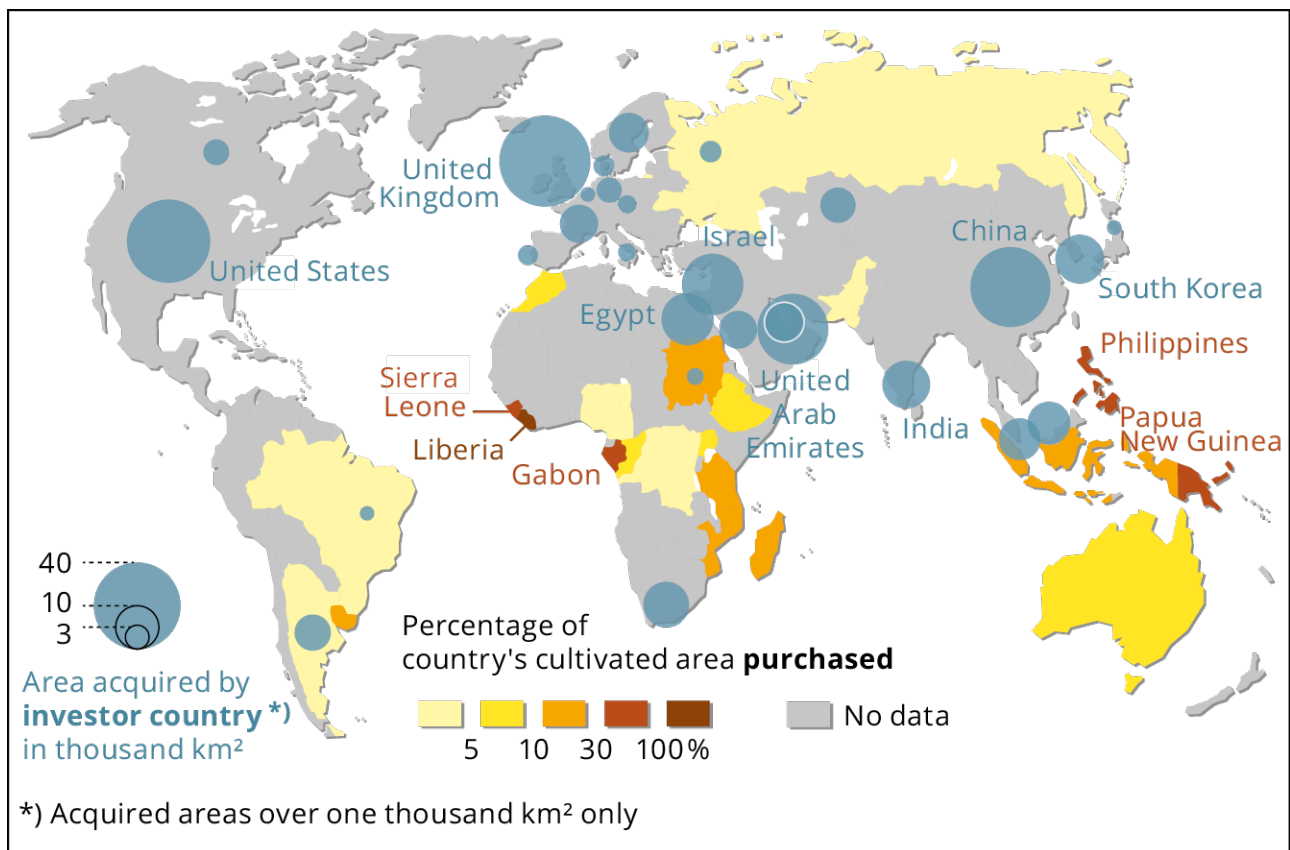 United
Kingdom
Israel
China
United States
South Korea
Egypt
Philippines
Sierra
Leone
United
Arab
Emirates
Papua
New Guinea
India
Liberia
Gabon
40
10
3
Area acquired by
investor country *)
in thousand km²
Percentage of
country's cultivated area purchased
5 10 30 100%
No data
*) Acquired areas over one thousand km² only